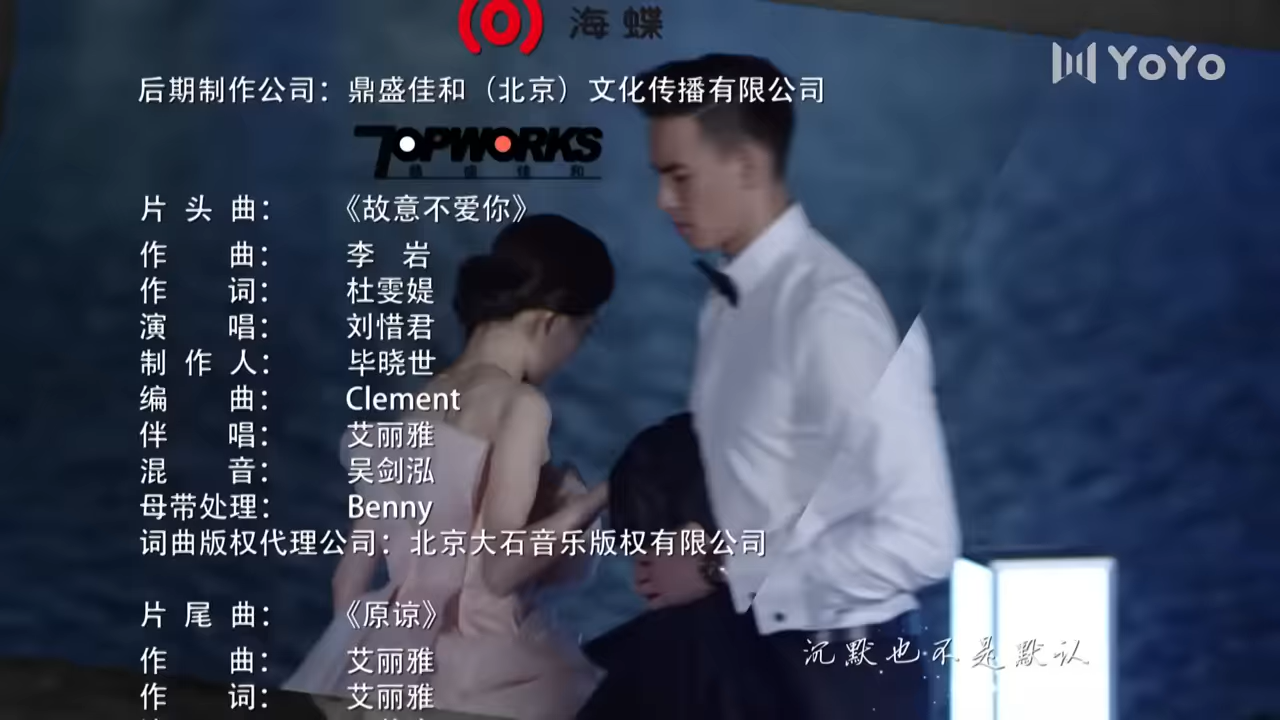 海蝶
YoYo
后期制作公司：鼎盛佳和（北京）文化传播有限公司
TOPWORKS
鼎盛佳和
片头曲：《故意不爱你》
作曲：李岩
作词：杜雯媞
演唱：刘惜君
制作人：毕晓世
编曲：Clement
伴唱：艾丽雅
混音：吴剑泓
母带处理：Benny
词曲版权代理公司：北京大石音乐版权有限公司
片尾曲：《原谅》
作曲：艾丽雅
沉默也不是默认
作词：艾丽雅